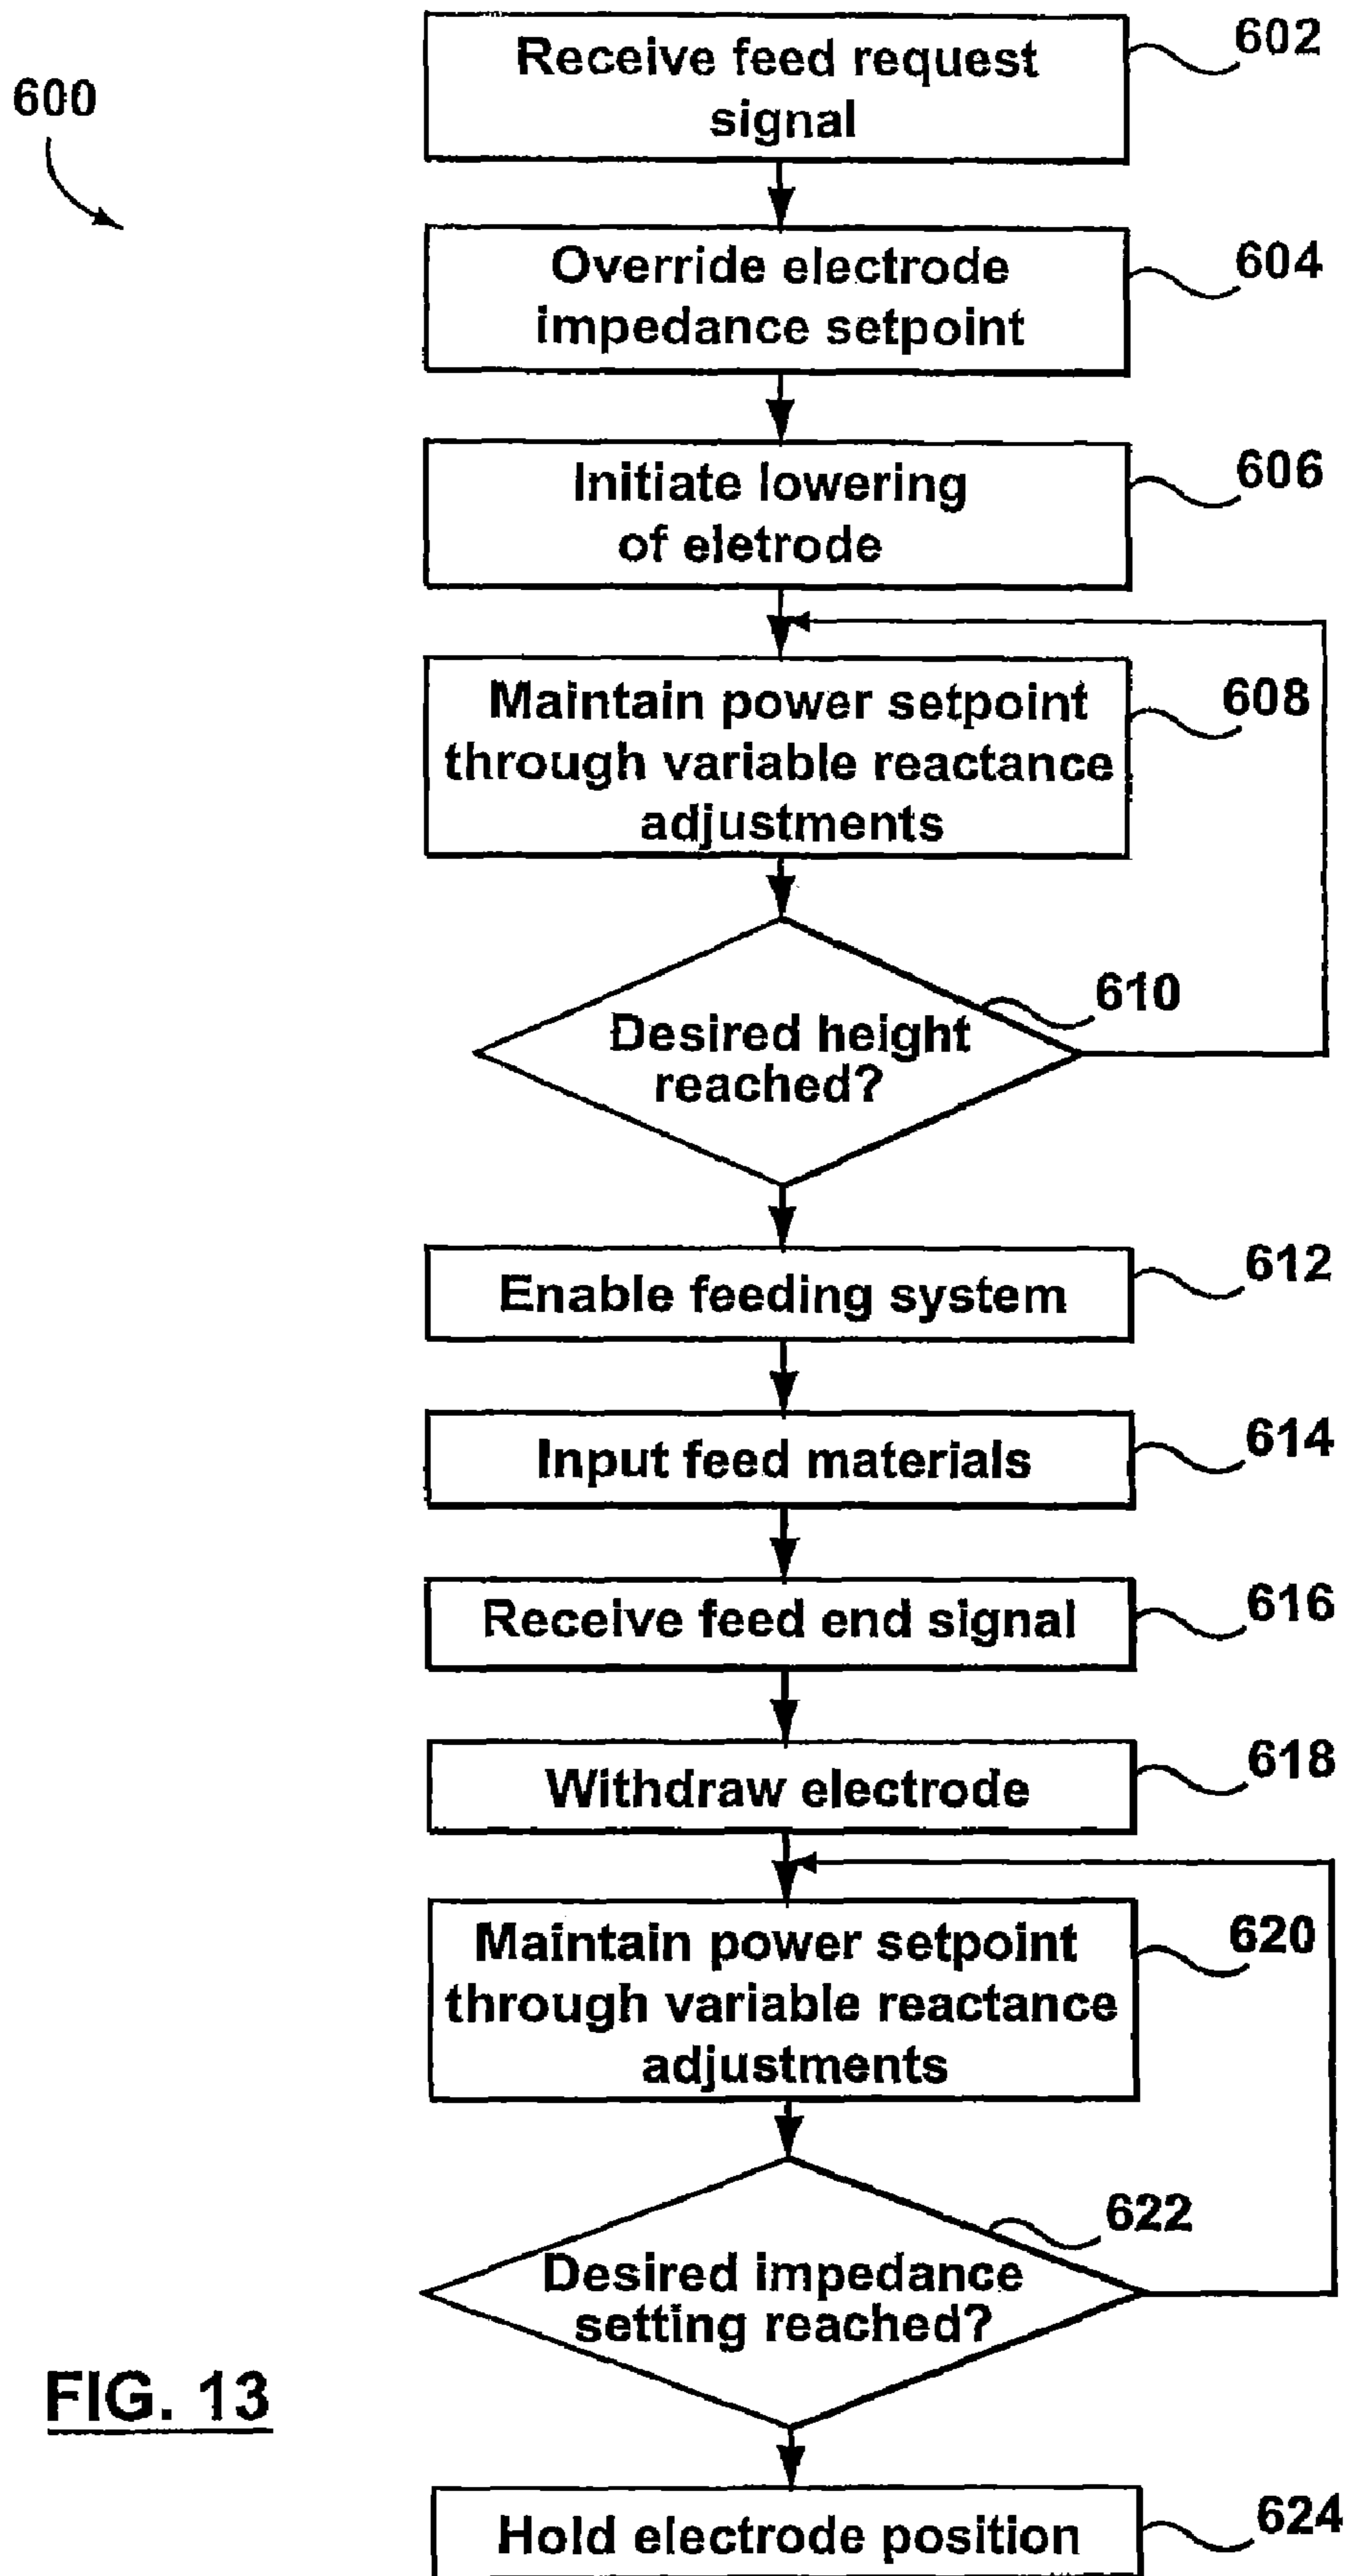 600
Receive feed request
signal
602
Override electrode
impedance setpoint
604
Initiate lowering
of eletrode
606
Maintain power setpoint
through variable reactance
adjustments
608
Desired height
reached?
610
Enable feeding system
612
Input feed materials
614
Receive feed end signal
616
Withdraw electrode
618
Maintain power setpoint
through variable reactance
adjustments
620
Desired impedance
setting reached?
622
Hold electrode position
624
FIG. 13